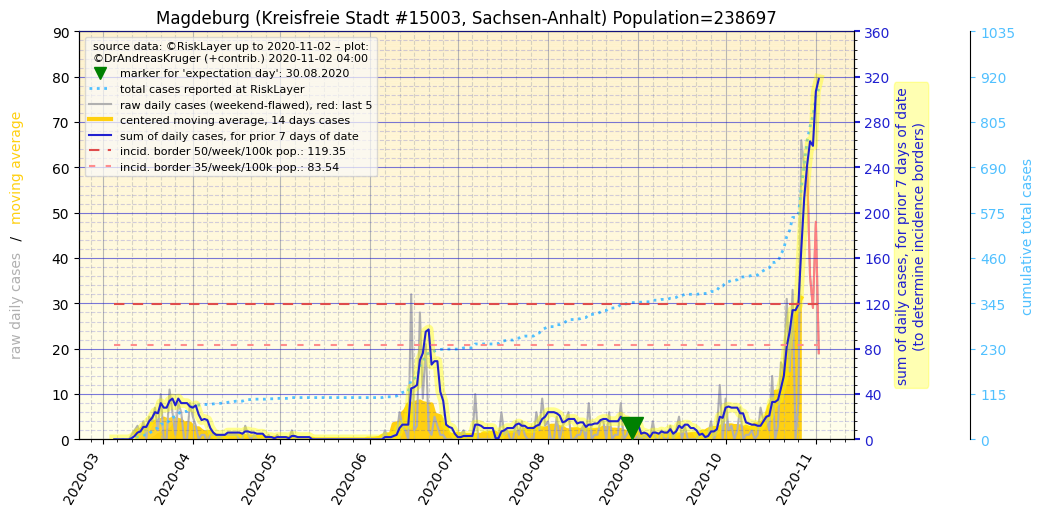 Magdeburg (Kreisfreie Stadt #15003, Sachsen-Anhalt) Population=238697
source data: ©RiskLayer up to 2020-11-02 – plot:
©DrAndreasKruger (+contrib.) 2020-11-02 04:00
marker for 'expectation day': 30.08.2020
total cases reported at RiskLayer
raw daily cases (weekend-flawed), red: last 5
centered moving average, 14 days cases
sum of daily cases, for prior 7 days of date
incid. border 50/week/100k pop.: 119.35
incid. border 35/week/100k pop.: 83.54
raw daily cases / moving average
90
80
70
60
50
40
30
20
10
0
360
320
280
240
200
160
120
80
40
0
sum of daily cases, for prior 7 days of date
(to determine incidence borders)
1035
920
805
690
575
460
345
230
115
0
cumulative total cases
2020-03
2020-04
2020-05
2020-06
2020-07
2020-08
2020-09
2020-10
2020-11